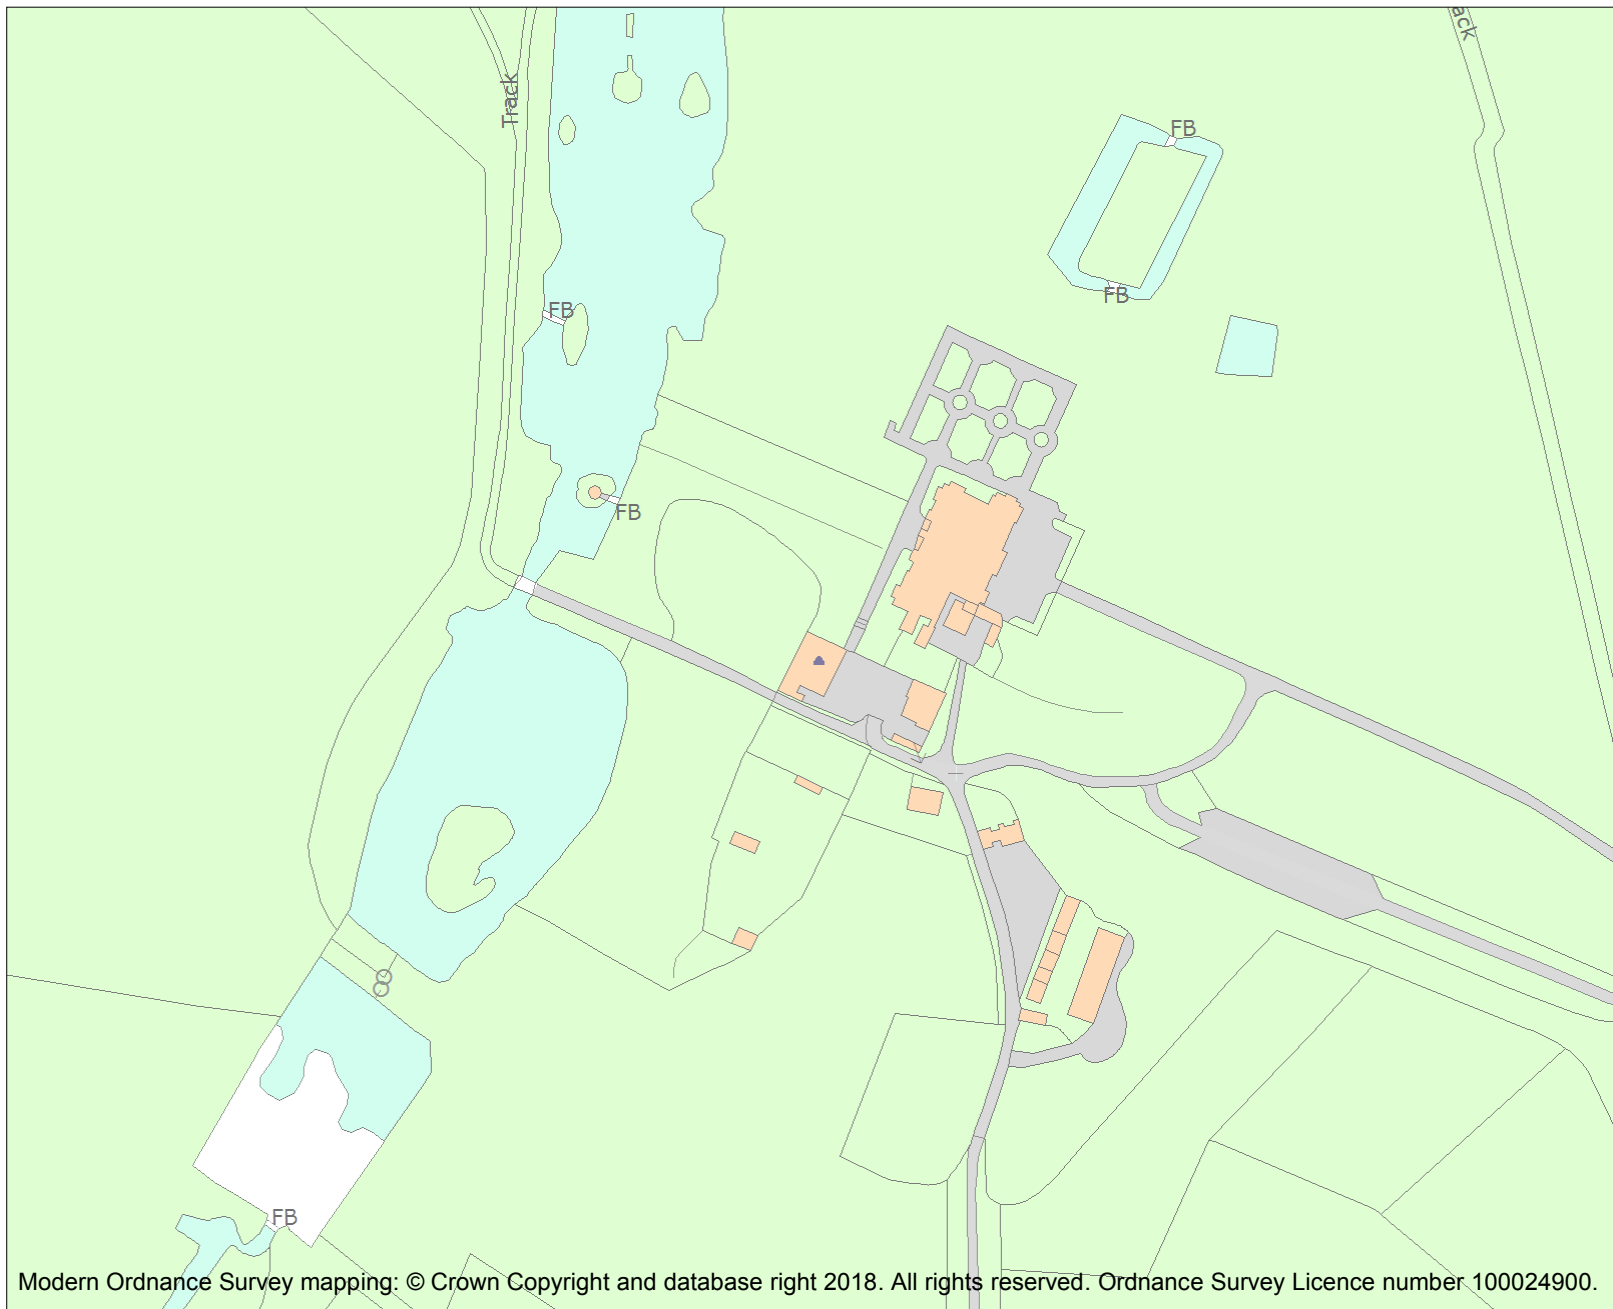 ack
Track
FB
FB
FB
FB
FB
Modern Ordnance Survey mapping: © Crown Copyright and database right 2018. All rights reserved. Ordnance Survey Licence number 100024900.